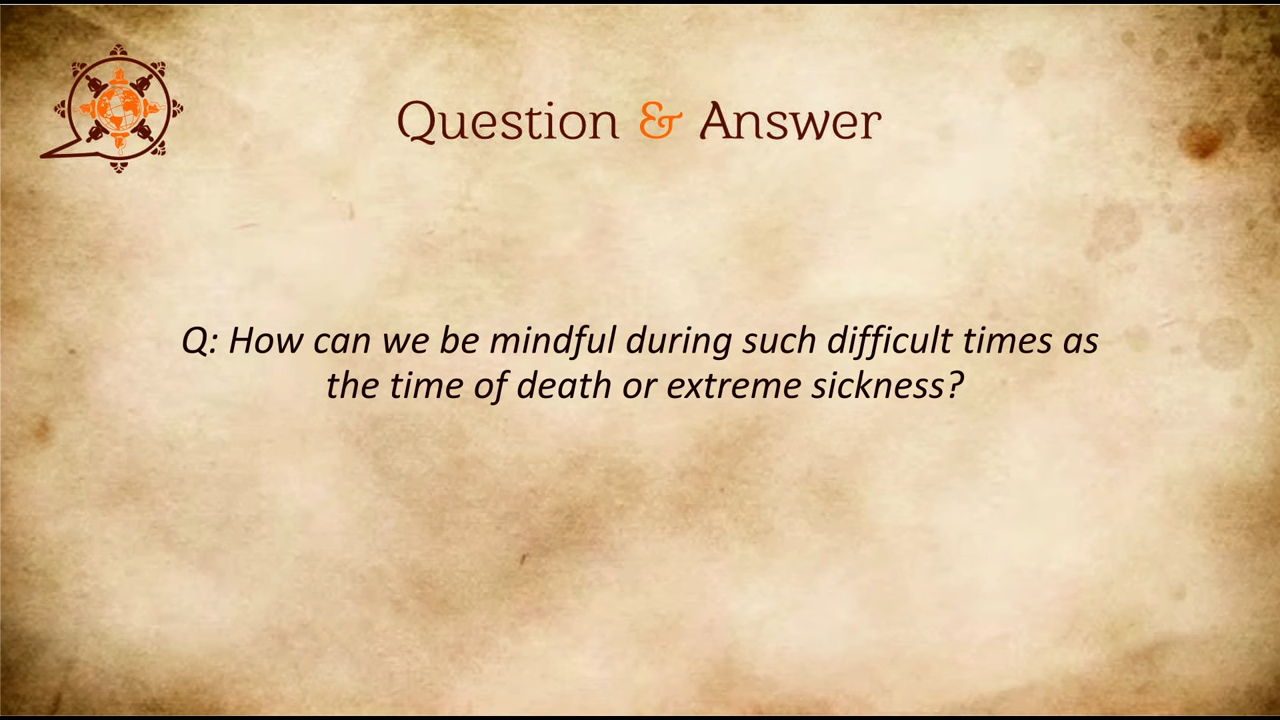 Question & Answer
Q: How can we be mindful during such difficult times as
the time of death or extreme sickness?